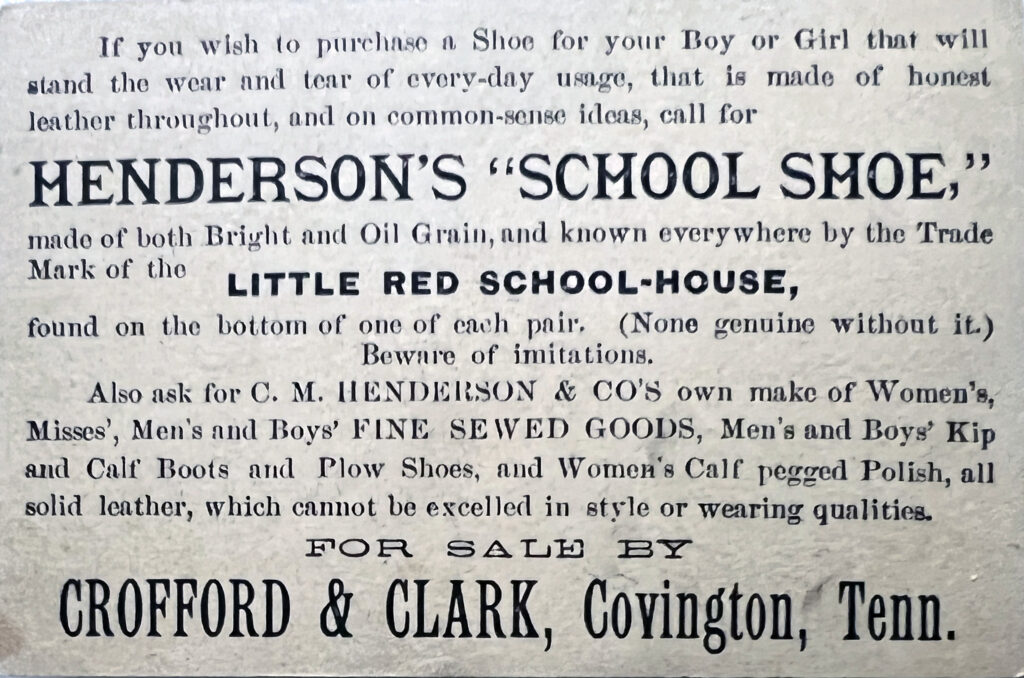 If you wish to purchase a Shoe for your Boy or Girl that will
stand the wear and tear of every-day usage, that is made of honest
leather throughout, and on common-sense ideas, call for
HENDERSON'S "SCHOOL SHOE,"
made of both Bright and Oil Grain, and known everywhere by the Trade
Mark of the
LITTLE RED SCHOOL-HOUSE,
found on the bottom of one of each pair. (None genuine without it.)
Beware of imitations.
Also ask for C. M. HENDERSON & CO'S own make of Women's,
Misses', Men's and Boys' FINE SEWED GOODS, Men's and Boys' Kip
and Calf Boots and Plow Shoes, and Women's Calf pegged Polish, all
solid leather, which cannot be excelled in style or wearing qualities.
FOR SALE BY
CROFFORD & CLARK, Covington, Tenn.